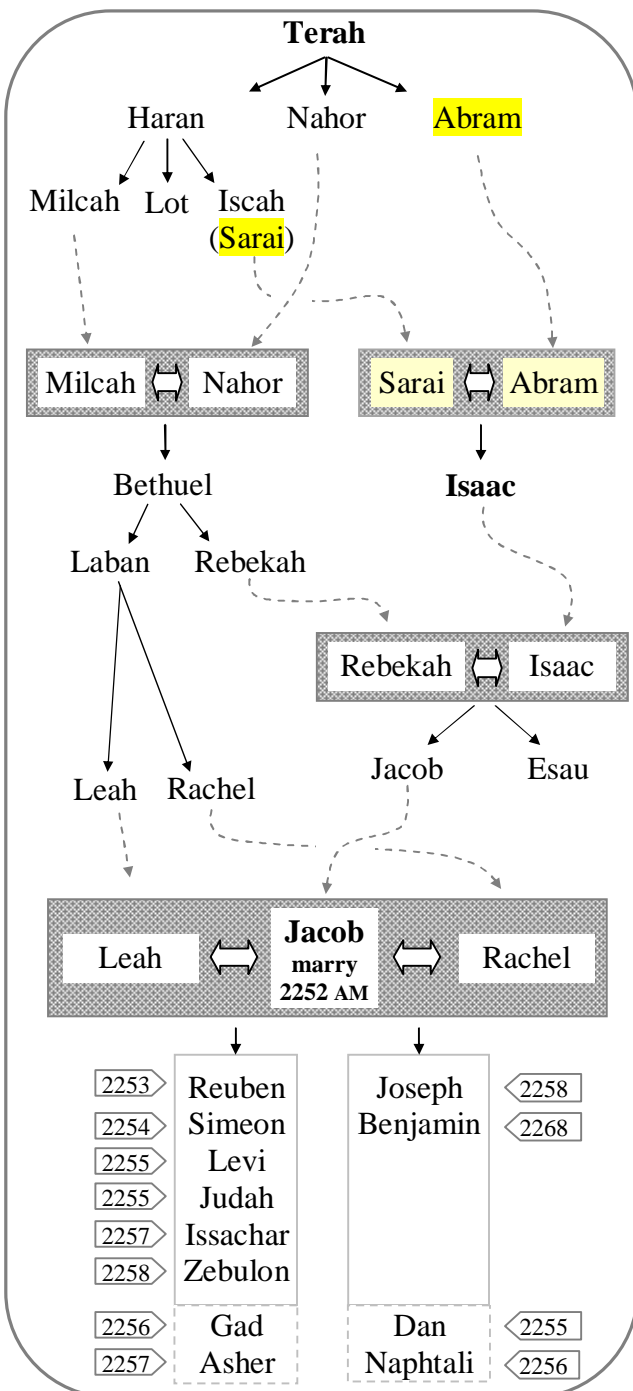 Terah
Haran Nahor Abram
Milcah Lot Iscah
(Sarai)
Milcah Nahor Sarai Abram
Bethuel Isaac
Laban Rebekah
Rebekah Isaac
Jacob Esau
Leah Rachel
Leah Jacob Rachel
marry
2252 AM
2253 Reuben Joseph 2258
2254 Simeon Benjamin 2268
2255 Levi
2255 Judah
2257 Issachar
2258 Zebulon
2256 Gad Dan 2255
2257 Asher Naphtali 2256